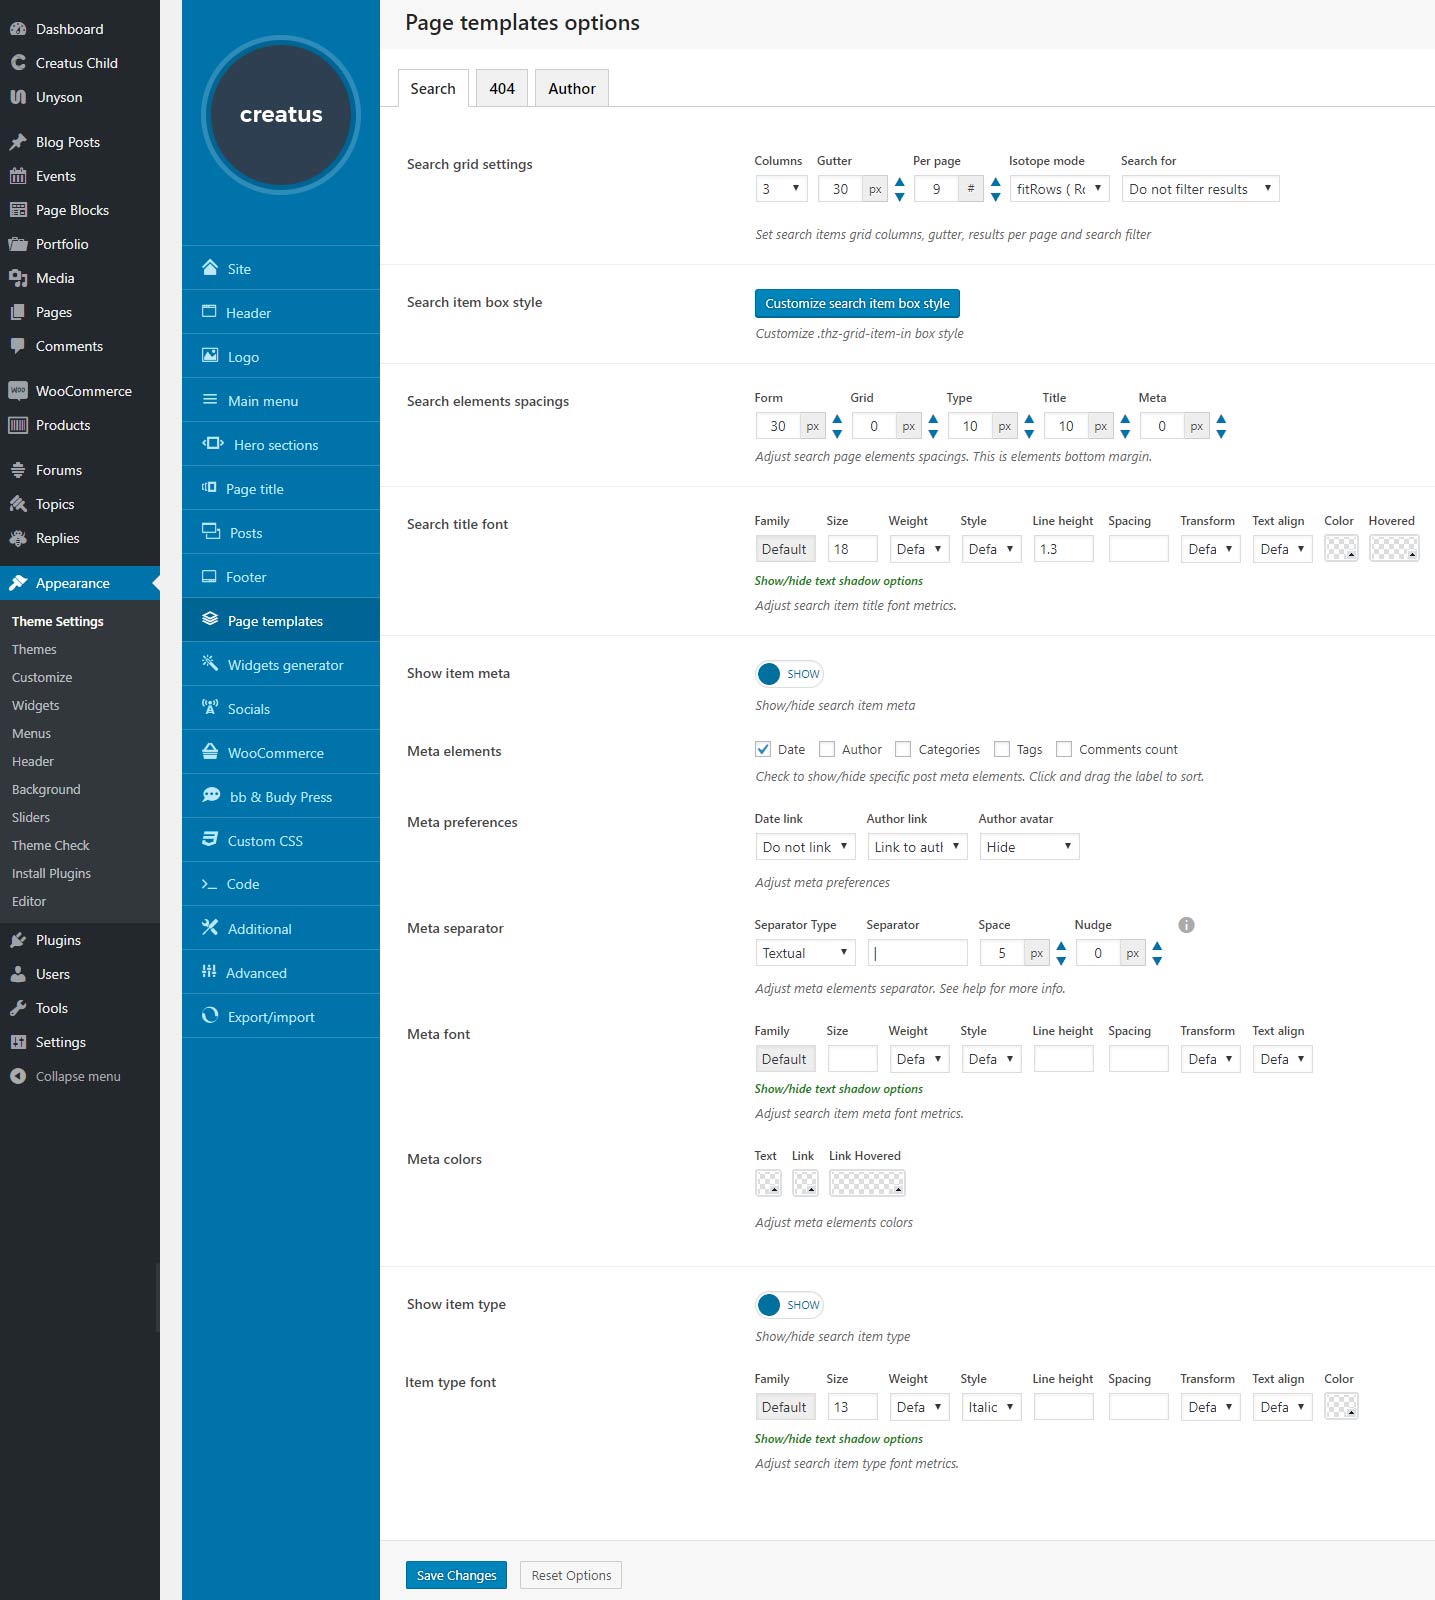 Dashboard
Creatus Child
Unyson
Blog Posts
Events
Page Blocks
Portfolio
Media
Pages
Comments
WooCommerce
Products
Forums
Topics
Replies
Appearance
Theme Settings
Themes
Customize
Widgets
Menus
Header
Background
Sliders
Theme Check
Install Plugins
Editor
Plugins
Users
Tools
Settings
Collapse menu
creatus
Site
Header
Logo
Main menu
Hero sections
Page title
Posts
Footer
Page templates
Widgets generator
Socials
WooCommerce
bb & Budy Press
Custom CSS
Code
Additional
Advanced
Export/import
Page templates options
Search 404 Author
Search grid settings
Columns Gutter Per page Isotope mode Search for
3 30 px 9 # fitRows ( Ro Do not filter results
Set search items grid columns, gutter, results per page and search filter
Search item box style
Customize search item box style
Customize .thz-grid-item-in box style
Search elements spacings
Form Grid Type Title Meta
30 px 0 px 10 px 10 px 0 px
Adjust search page elements spacings. This is elements bottom margin.
Search title font
Family Size Weight Style Line height Spacing Transform Text align Color Hovered
Default 18 Defa Defa 1.3 Defa Defa
Show/hide text shadow options
Adjust search item title font metrics.
Show item meta
SHOW
Show/hide search item meta
Meta elements
Date Author Categories Tags Comments count
Check to show/hide specific post meta elements. Click and drag the label to sort.
Meta preferences
Date link Author link Author avatar
Do not link Link to auth Hide
Adjust meta preferences
Meta separator
Separator Type Separator Space Nudge
Textual | 5 px 0 px
Adjust meta elements separator. See help for more info.
Meta font
Family Size Weight Style Line height Spacing Transform Text align
Default Defa Defa Defa Defa
Show/hide text shadow options
Adjust search item meta font metrics.
Meta colors
Text Link Link Hovered
Adjust meta elements colors
Show item type
SHOW
Show/hide search item type
Item type font
Family Size Weight Style Line height Spacing Transform Text align Color
Default 13 Defa Italic Defa Defa
Show/hide text shadow options
Adjust search item type font metrics.
Save Changes Reset Options